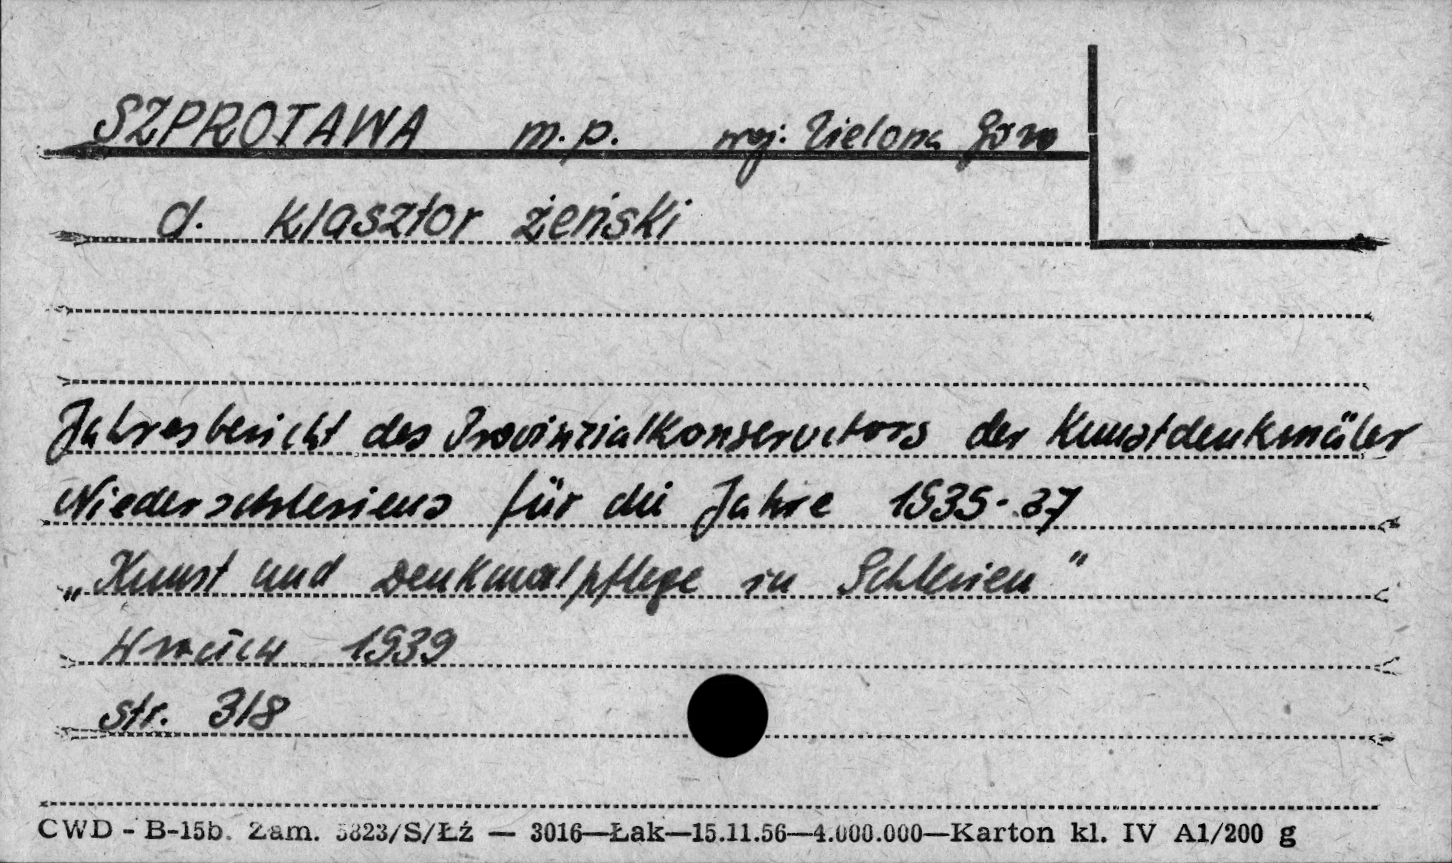 SZPROTAWA m.p. woj. Zielona Góra
d. Klasztor żeński
Jahresbericht des Provinzialkonservators der Kunstdenkmäler
Niederschlesiens für die Jahre 1935-37
„Kunst und Denkmalpflege in Schlesien"
Wrocław 1939
str. 318
CWD - B-15b. Zam. 5823/S/Łź — 3016—Łak—15.11.56—4.000.000—Karton kl. IV A1/200 g